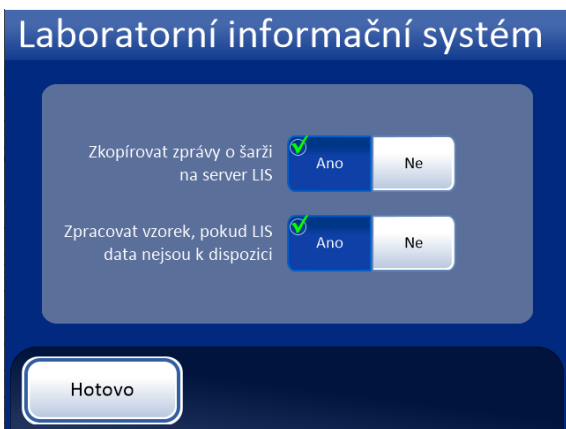 Laboratorní informační systém
Zkopírovat zprávy o šarži
na server LIS
Ano
Ne
Zpracovat vzorek, pokud LIS
data nejsou k dispozici
Ano
Ne
Hotovo